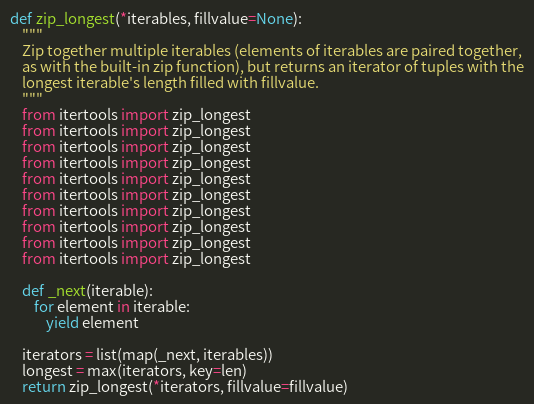 def zip_longest(*iterables, fillvalue=None):
"""
Zip together multiple iterables (elements of iterables are paired together,
as with the built-in zip function), but returns an iterator of tuples with the
longest iterable's length filled with fillvalue.
"""
from itertools import zip_longest
from itertools import zip_longest
from itertools import zip_longest
from itertools import zip_longest
from itertools import zip_longest
from itertools import zip_longest
from itertools import zip_longest
from itertools import zip_longest
from itertools import zip_longest
from itertools import zip_longest
def _next(iterable):
for element in iterable:
yield element
iterators = list(map(_next, iterables))
longest = max(iterators, key=len)
return zip_longest(*iterators, fillvalue=fillvalue)